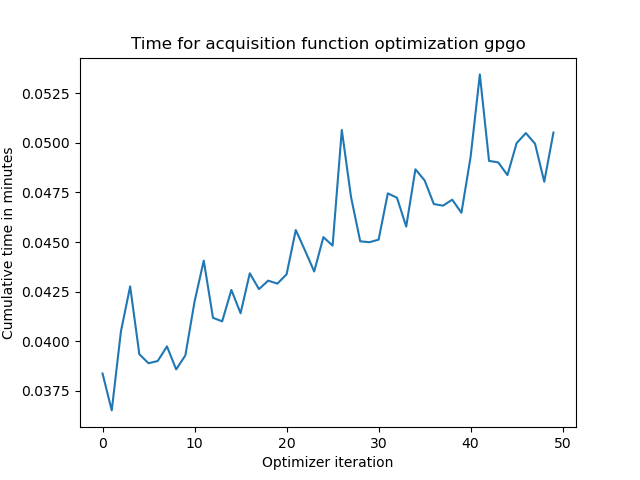 Time for acquisition function optimization gpgo
0.0525
0.0500
0.0475
0.0450
0.0425
0.0400
0.0375
Cumulative time in minutes
0 10 20 30 40 50
Optimizer iteration